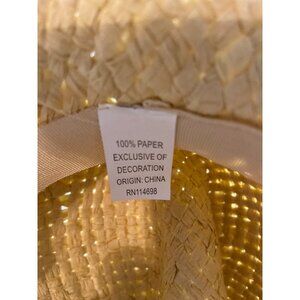 100% PAPER
EXCLUSIVE OF
DECORATION
ORIGIN: CHINA
RN114698